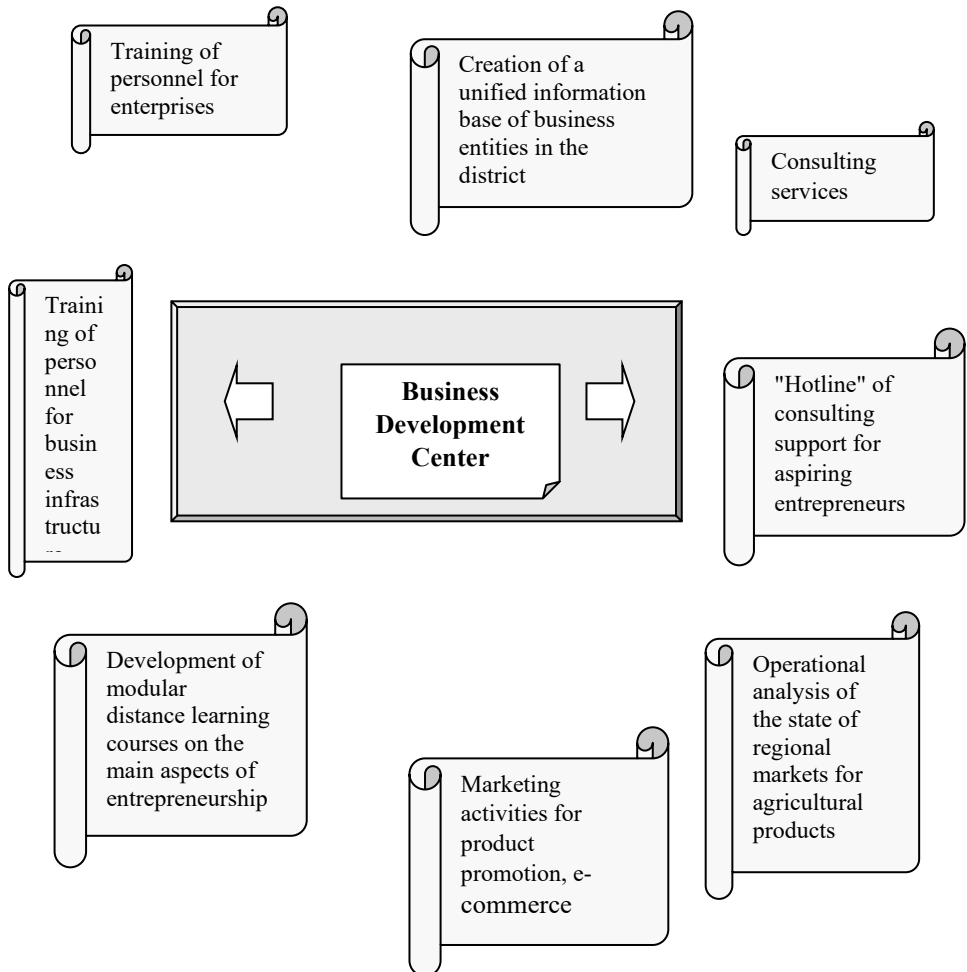 Training of
personnel for
enterprises
Creation of a
unified information
base of business
entities in the
district
Consulting
services
Traini
ng of
perso
nnel
for
busin
ess
infras
tructu
Business
Development
Center
"Hotline" of
consulting
support for
aspiring
entrepreneurs
Development of
modular
distance learning
courses on the
main aspects of
entrepreneurship
Marketing
activities for
product
promotion, e-
commerce
Operational
analysis of
the state of
regional
markets for
agricultural
products